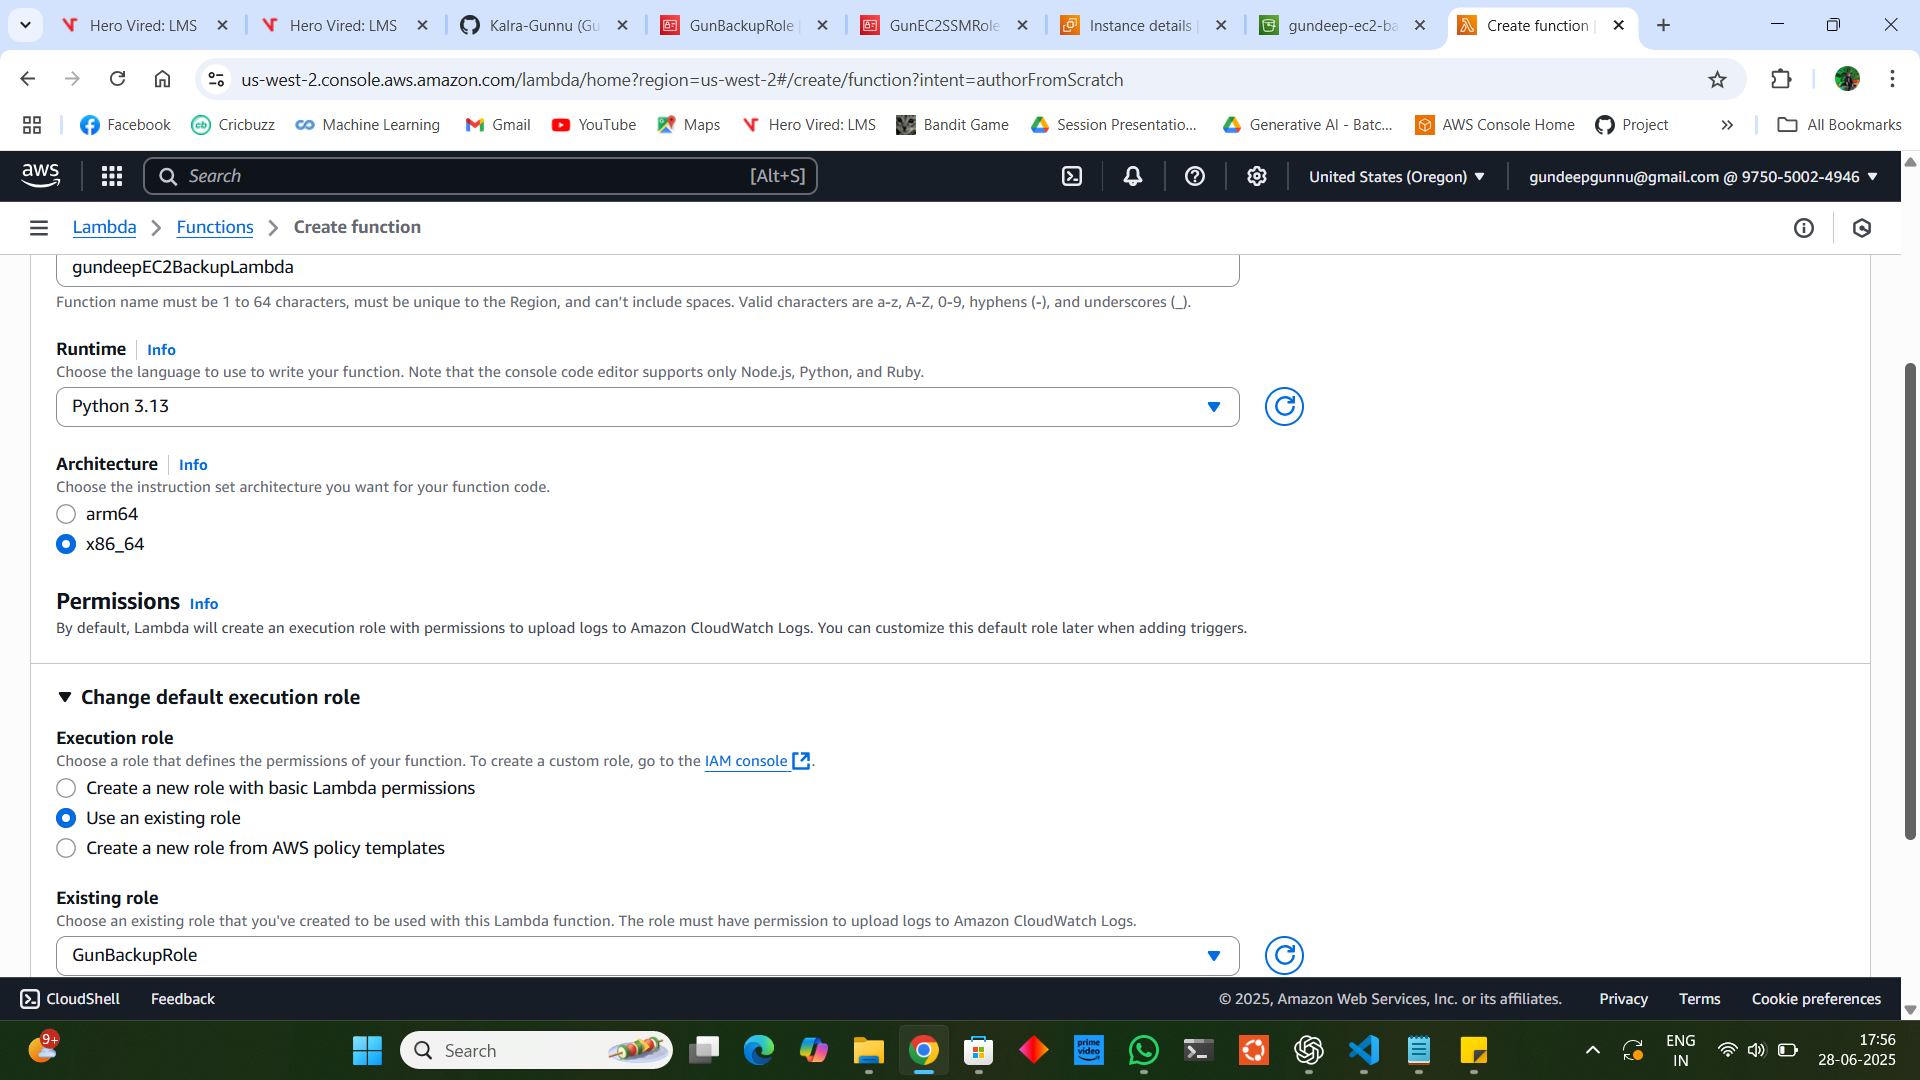 Hero Vired: LMS
Hero Vired: LMS
Kalra-Gunnu (Gu
GunBackupRole
GunEC2SSMRole
Instance details
gundeep-ec2-ba
Create function
us-west-2.console.aws.amazon.com/lambda/home?region=us-west-2#/create/function?intent=authorFromScratch
Facebook
Cricbuzz
Machine Learning
Gmail
YouTube
Maps
Hero Vired: LMS
Bandit Game
Session Presentatio...
Generative AI - Batc...
AWS Console Home
Project
All Bookmarks
aws
Search
[Alt+S]
United States (Oregon)
gundeepgunnu@gmail.com @ 9750-5002-4946
Lambda
Functions
Create function
gundeepEC2BackupLambda
Function name must be 1 to 64 characters, must be unique to the Region, and can't include spaces. Valid characters are a-z, A-Z, 0-9, hyphens (-), and underscores (_).
Runtime
Info
Choose the language to use to write your function. Note that the console code editor supports only Node.js, Python, and Ruby.
Python 3.13
Architecture
Info
Choose the instruction set architecture you want for your function code.
arm64
x86_64
Permissions Info
By default, Lambda will create an execution role with permissions to upload logs to Amazon CloudWatch Logs. You can customize this default role later when adding triggers.
Change default execution role
Execution role
Choose a role that defines the permissions of your function. To create a custom role, go to the IAM console.
Create a new role with basic Lambda permissions
Use an existing role
Create a new role from AWS policy templates
Existing role
Choose an existing role that you've created to be used with this Lambda function. The role must have permission to upload logs to Amazon CloudWatch Logs.
GunBackupRole
CloudShell
Feedback
© 2025, Amazon Web Services, Inc. or its affiliates.
Privacy
Terms
Cookie preferences
9+
Search
prime video
ENG
IN
17:56
28-06-2025